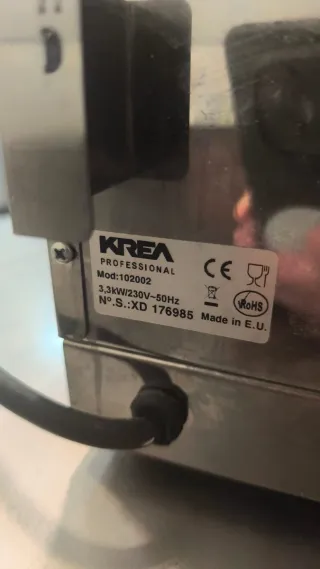 KREA
PROFESSIONAL
Mod:102002
3,3kW/230V~50Hz
Nº.S.:XD 176985
CE
RoHS
Made in E.U.